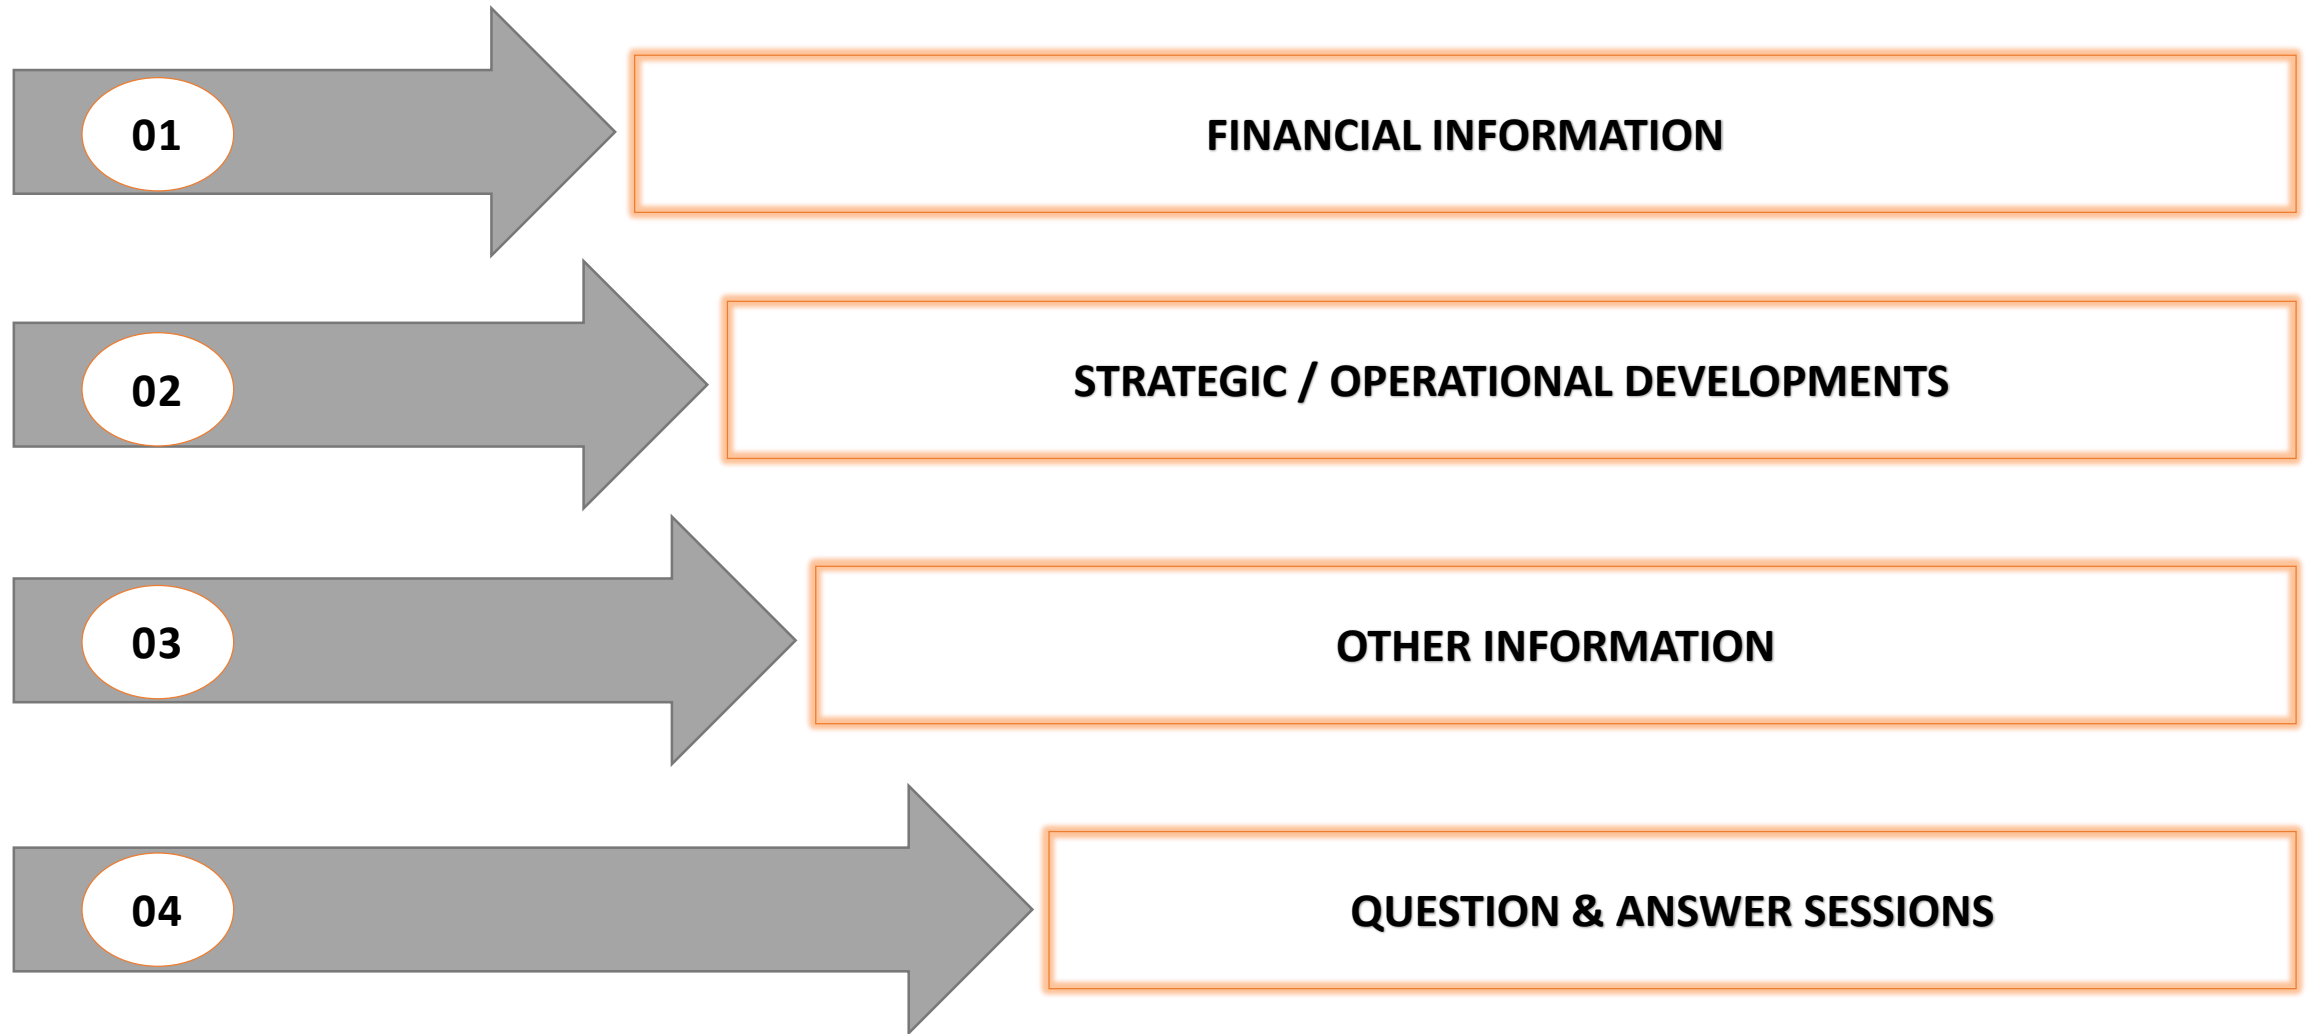 01
FINANCIAL INFORMATION
02
STRATEGIC / OPERATIONAL DEVELOPMENTS
03
OTHER INFORMATION
04
QUESTION & ANSWER SESSIONS